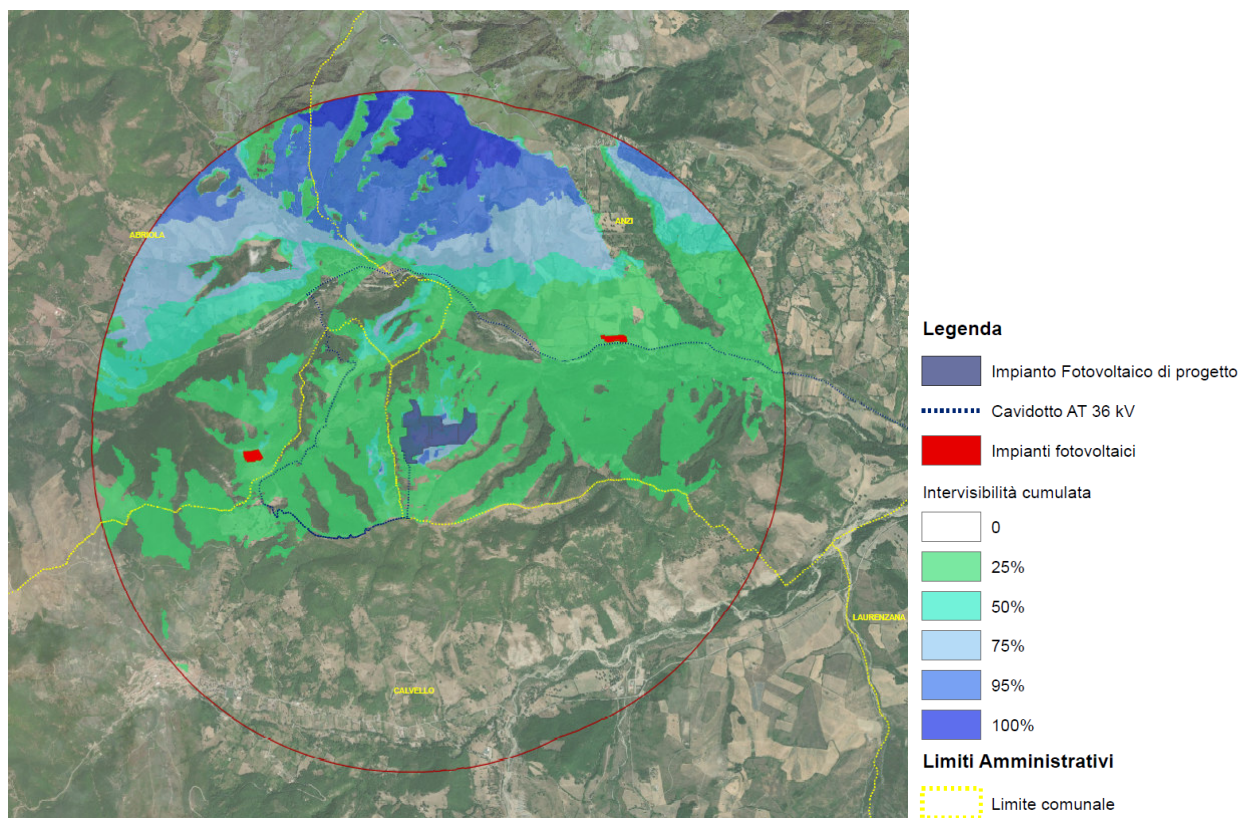 ABRIOLA
ANZI
LAURENZANA
CALVELLO
Legenda
Impianto Fotovoltaico di progetto
Cavidotto AT 36 kV
Impianti fotovoltaici
Intervisibilità cumulata
0
25%
50%
75%
95%
100%
Limiti Amministrativi
Limite comunale